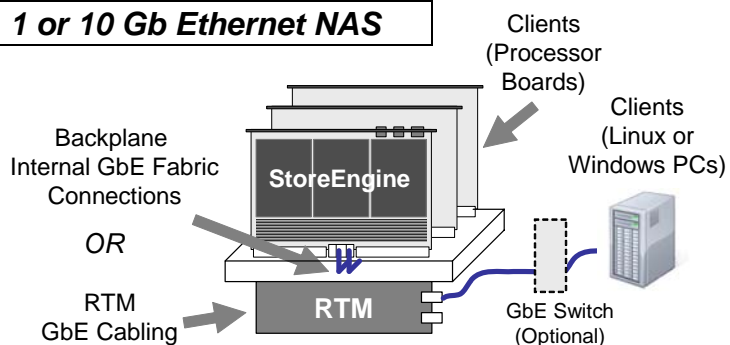 1 or 10 Gb Ethernet NAS
Clients
(Processor
Boards)
Clients
(Linux or
Windows PCs)
Backplane
Internal GbE Fabric
Connections
OR
RTM
GbE Cabling
StoreEngine
RTM
GbE Switch
(Optional)